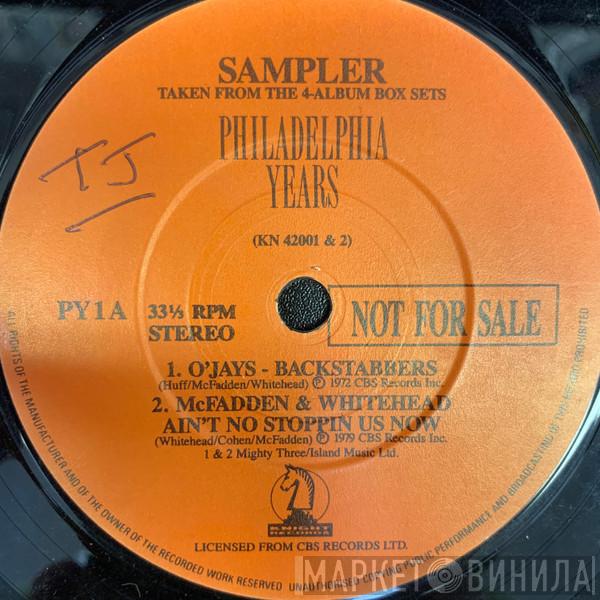 SAMPLER
TAKEN FROM THE 4-ALBUM BOX SETS
PHILADELPHIA
YEARS
(KN 42001 & 2)
TJ
PY1A
33⅓ RPM
STEREO
NOT FOR SALE
1. O'JAYS - BACKSTABBERS
(Huff/McFadden/Whitehead) ℗ 1972 CBS Records Inc.
2. McFADDEN & WHITEHEAD
AIN'T NO STOPPIN US NOW
(Whitehead/Cohen/McFadden) ℗ 1979 CBS Records Inc.
1 & 2 Mighty Three/Island Music Ltd.
KNIGHT
RECORDS
LICENSED FROM CBS RECORDS LTD.
ALL RIGHTS OF THE MANUFACTURER AND OF THE OWNER OF THE RECORDED WORK RESERVED UNAUTHORISED COPYING PUBLIC PERFORMANCE AND BROADCASTING OF THIS RECORD PROHIBITED
МАРКЕТ ВИНИЛА